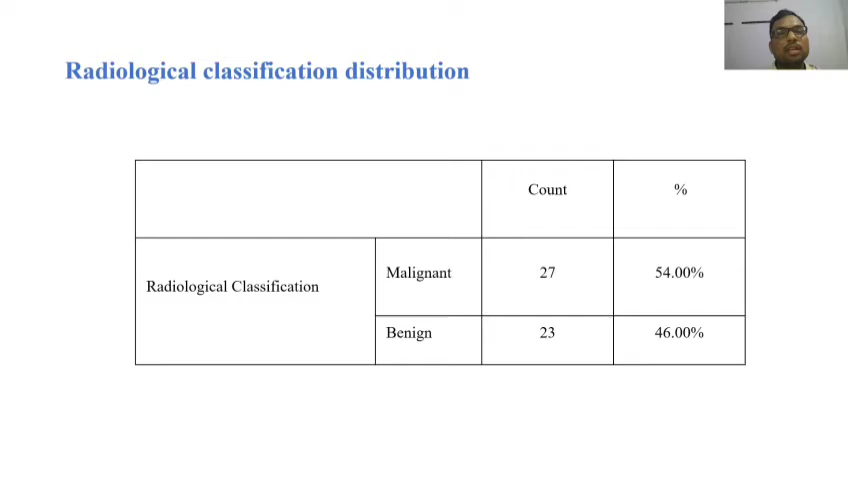 Radiological classification distribution
Count %
Radiological Classification
Malignant 27 54.00%
Benign 23 46.00%